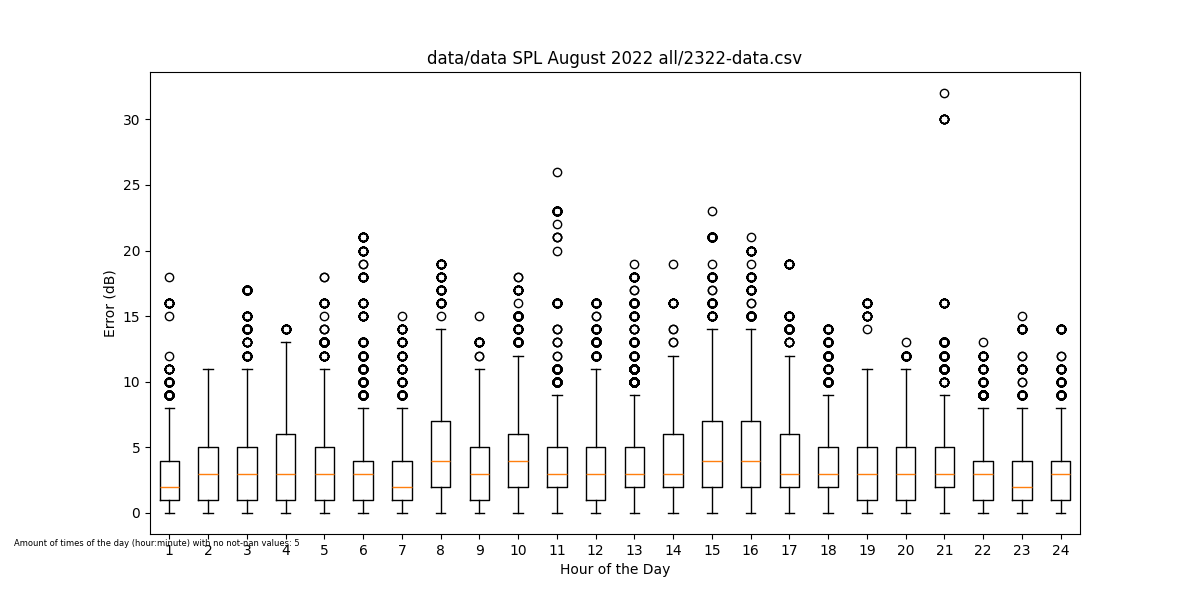 data/data SPL August 2022 all/2322-data.csv
Error (dB)
30
25
20
15
10
5
0
1 2 3 4 5 6 7 8 9 10 11 12 13 14 15 16 17 18 19 20 21 22 23 24
Amount of times of the day (hour:minute) with no not-nan values: 5
Hour of the Day